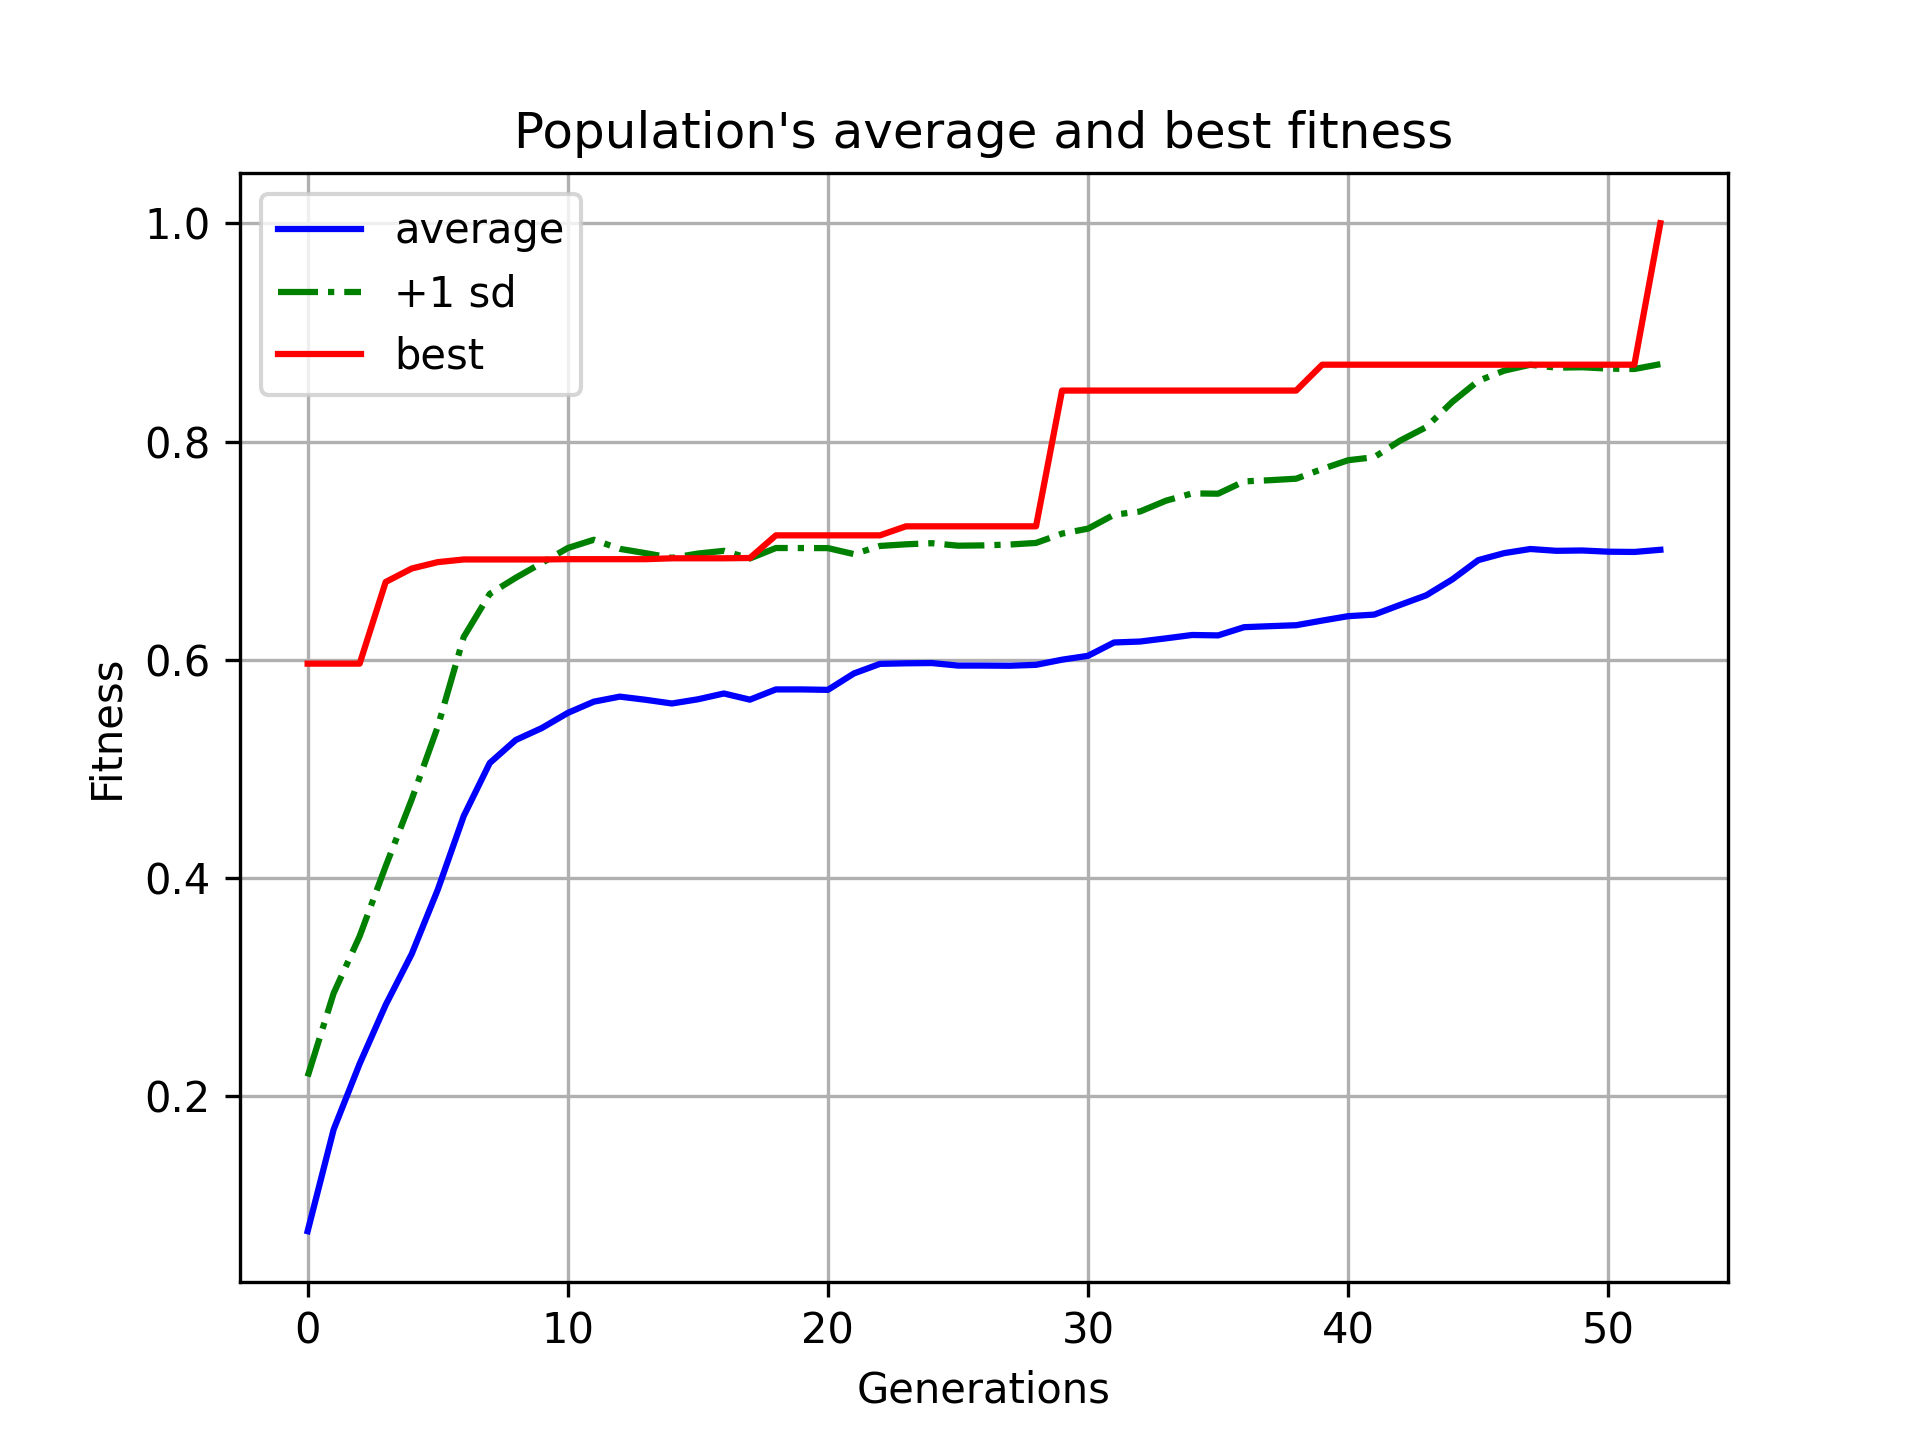 Population's average and best fitness
average
+1 sd
best
1.0
0.8
0.6
0.4
0.2
Fitness
0 10 20 30 40 50
Generations